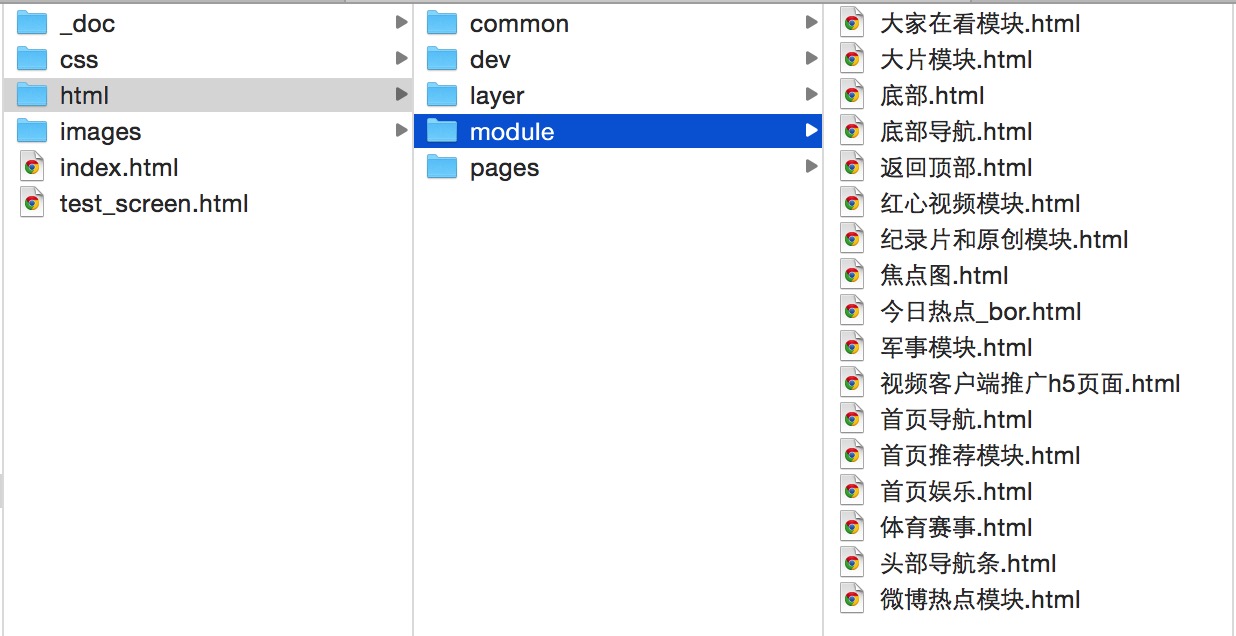 _doc
css
html
images
index.html
test_screen.html
common
dev
layer
module
pages
大家在看模块.html
大片模块.html
底部.html
底部导航.html
返回顶部.html
红心视频模块.html
纪录片和原创模块.html
焦点图.html
今日热点_bor.html
军事模块.html
视频客户端推广h5页面.html
首页导航.html
首页推荐模块.html
首页娱乐.html
体育赛事.html
头部导航条.html
微博热点模块.html